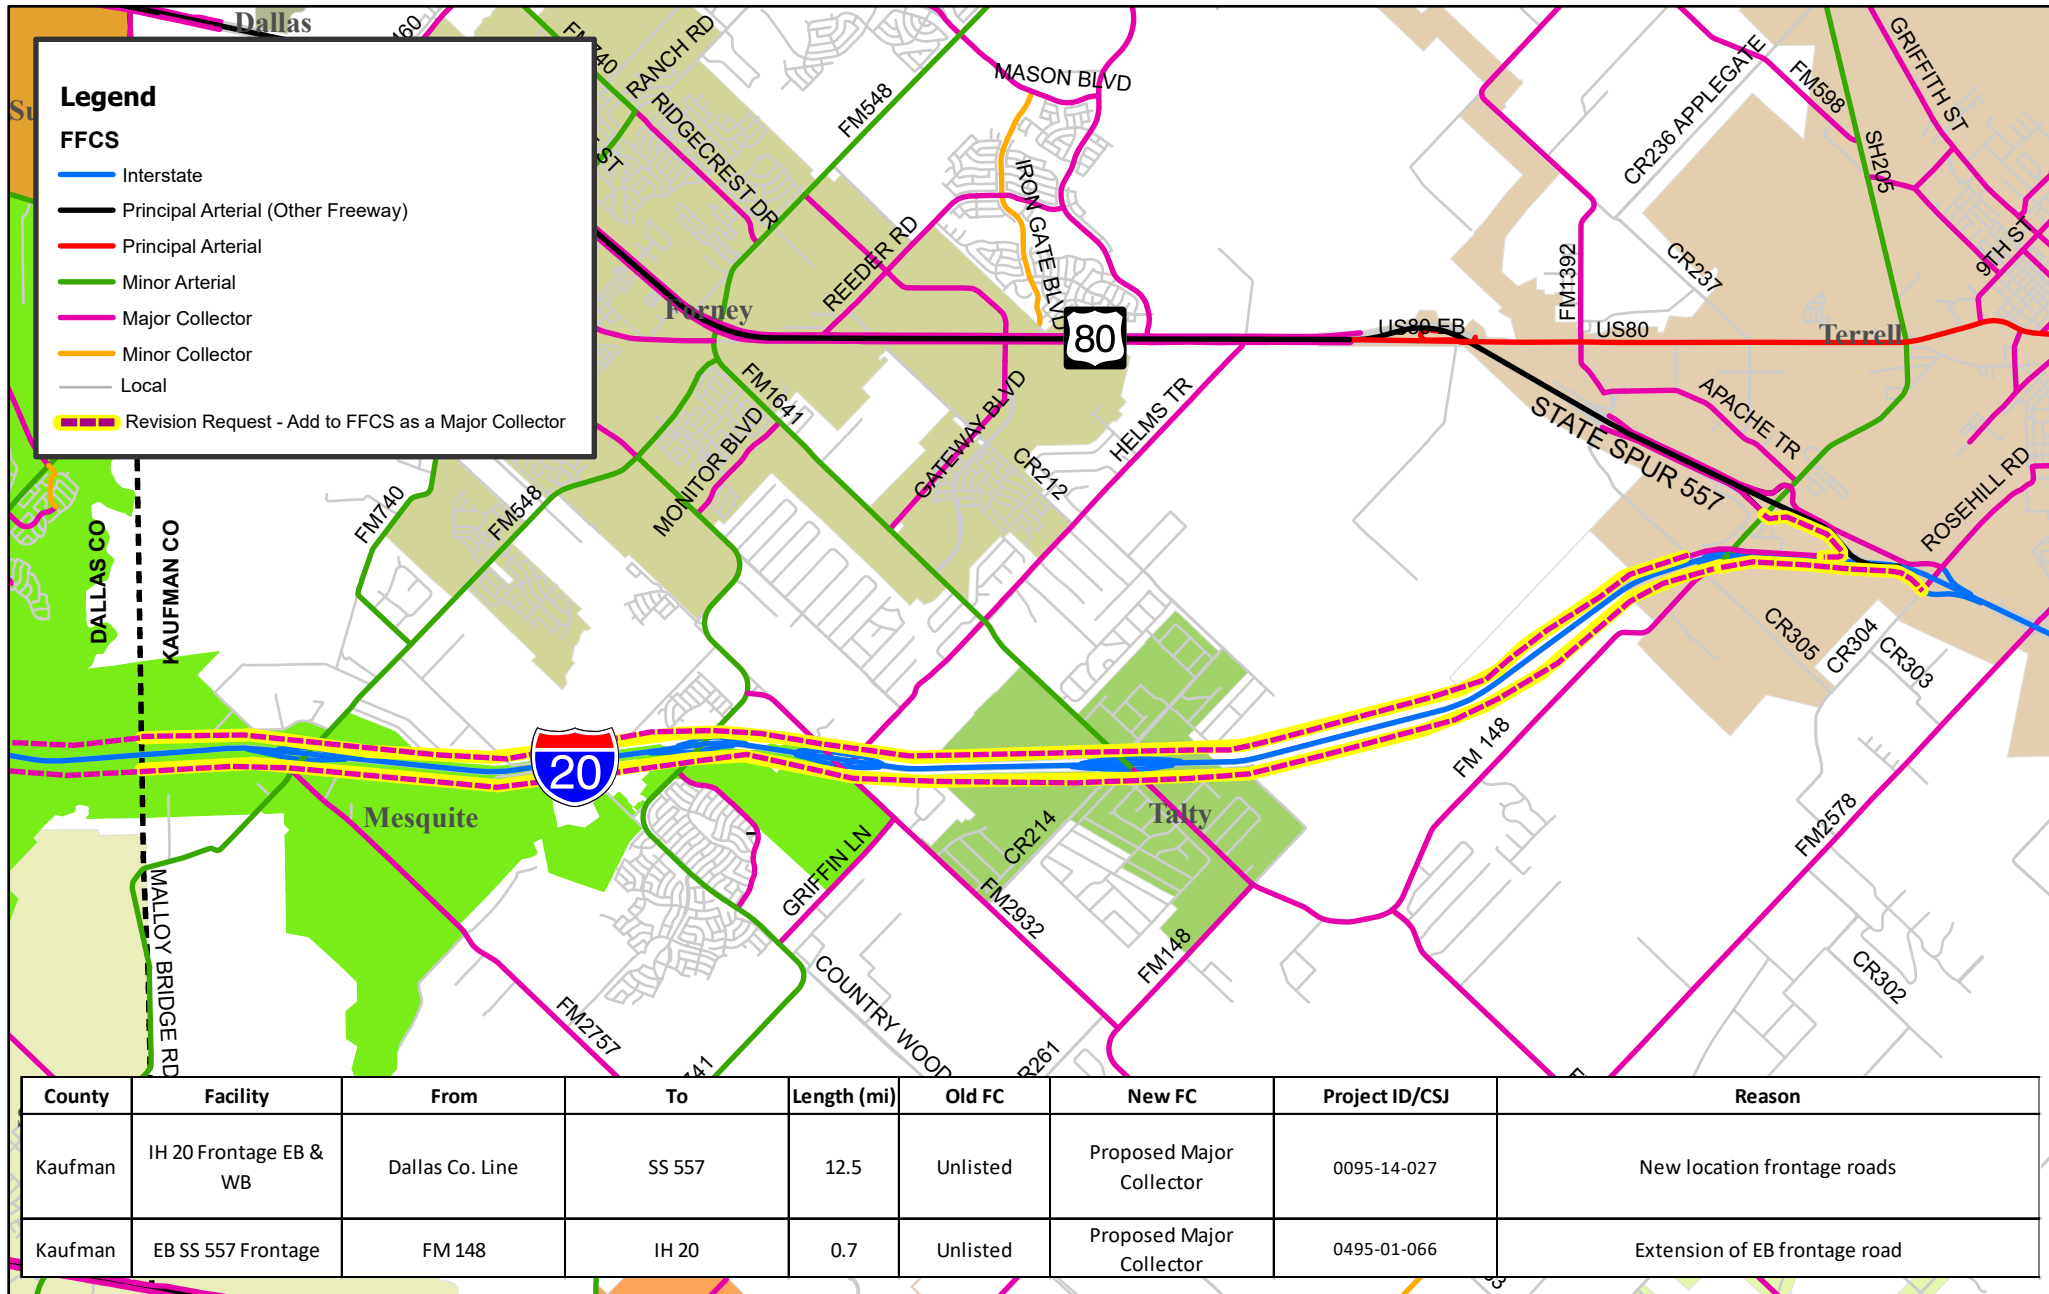 Dallas
Legend
FFCS
Interstate
Principal Arterial (Other Freeway)
Principal Arterial
Minor Arterial
Major Collector
Minor Collector
Local
Revision Request - Add to FFCS as a Major Collector
Su
460
FM740
RANCH RD
RIDGECREST DR
ST
FM548
MASON BLVD
IRON GATE BLVD
REEDER RD
CR236 APPLEGATE
FM598
GRIFFITH ST
SH205
9TH ST
CR237
FM1392
Forney
80
US80 EB
US80
Terrell
FM1641
MONITOR BLVD
GATEWAY BLVD
CR212
HELMS TR
APACHE TR
STATE SPUR 557
ROSEHILL RD
FM740
FM548
DALLAS CO
KAUFMAN CO
CR305
CR304
CR303
20
Mesquite
Talty
FM 148
FM2578
CR214
GRIFFIN LN
FM2932
FM148
CR302
MALLOY BRIDGE RD
FM2757
COUNTRY WOOD
R261
741
County Facility From To Length (mi) Old FC New FC Project ID/CSJ Reason
Kaufman IH 20 Frontage EB & WB Dallas Co. Line SS 557 12.5 Unlisted Proposed Major Collector 0095-14-027 New location frontage roads
Kaufman EB SS 557 Frontage FM 148 IH 20 0.7 Unlisted Proposed Major Collector 0495-01-066 Extension of EB frontage road